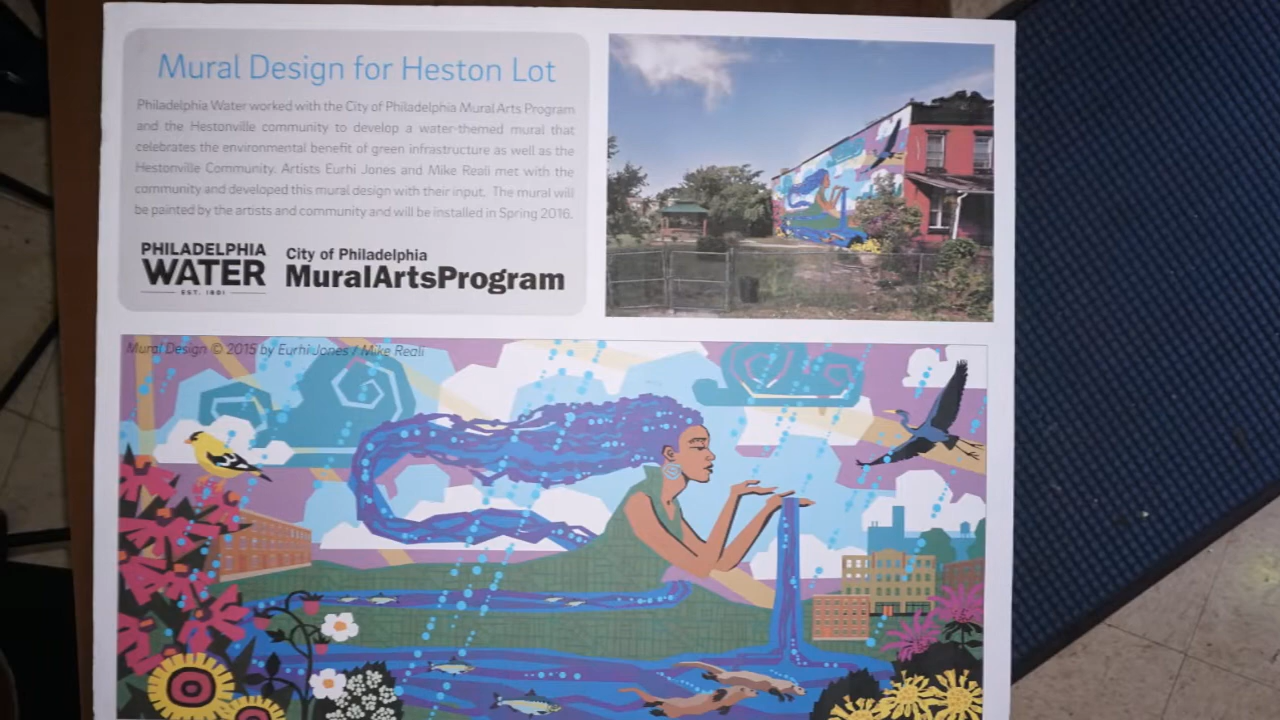 Mural Design for Heston Lot
Philadelphia Water worked with the City of Philadelphia Mural Arts Program
and the Hestonville community to develop a water-themed mural that
celebrates the environmental benefit of green infrastructure as well as the
Hestonville Community. Artists Eurhi Jones and Mike Reali met with the
community and developed this mural design with their input. The mural will
be painted by the artists and community and will be installed in Spring 2016.
PHILADELPHIA
WATER
EST. 1801
City of Philadelphia
MuralArtsProgram
Mural Design © 2015 by Eurhi Jones / Mike Reali